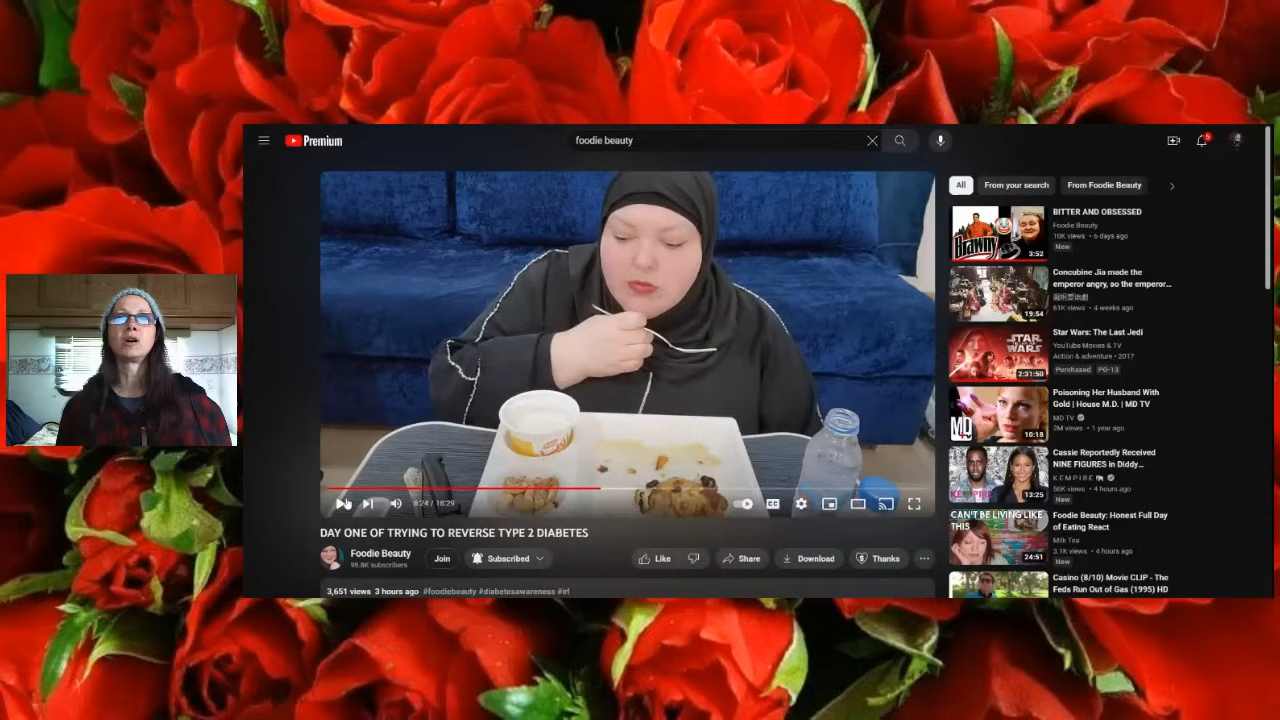 Premium
foodie beauty
5
All
From your search
From Foodie Beauty
BITTER AND OBSESSED
Foodie Beauty
10K views • 6 days ago
New
Brawny
3:52
Concubine Jia made the
emperor angry, so the emperor...
61K views • 4 weeks ago
19:54
Star Wars: The Last Jedi
YouTube Movies & TV
Action & adventure • 2017
Purchased
PG-13
STAR
WARS
2:31:50
Poisoning Her Husband With
Gold | House M.D. | MD TV
MD TV
2M views • 1 year ago
MD
10:18
Cassie Reportedly Received
NINE FIGURES in Diddy...
KEMPIRE
56K views • 4 hours ago
New
13:25
CAN'T BE LIVING LIKE
THIS
Foodie Beauty: Honest Full Day
of Eating React
Milk Tea
3.1K views • 4 hours ago
New
24:51
Casino (8/10) Movie CLIP - The
Feds Run Out of Gas (1995) HD
8:24 / 18:29
CC
DAY ONE OF TRYING TO REVERSE TYPE 2 DIABETES
Foodie Beauty
95.8K subscribers
Join
Subscribed
Like
Share
Download
Thanks
3,651 views 3 hours ago #foodiebeauty #diabetesawareness #irl